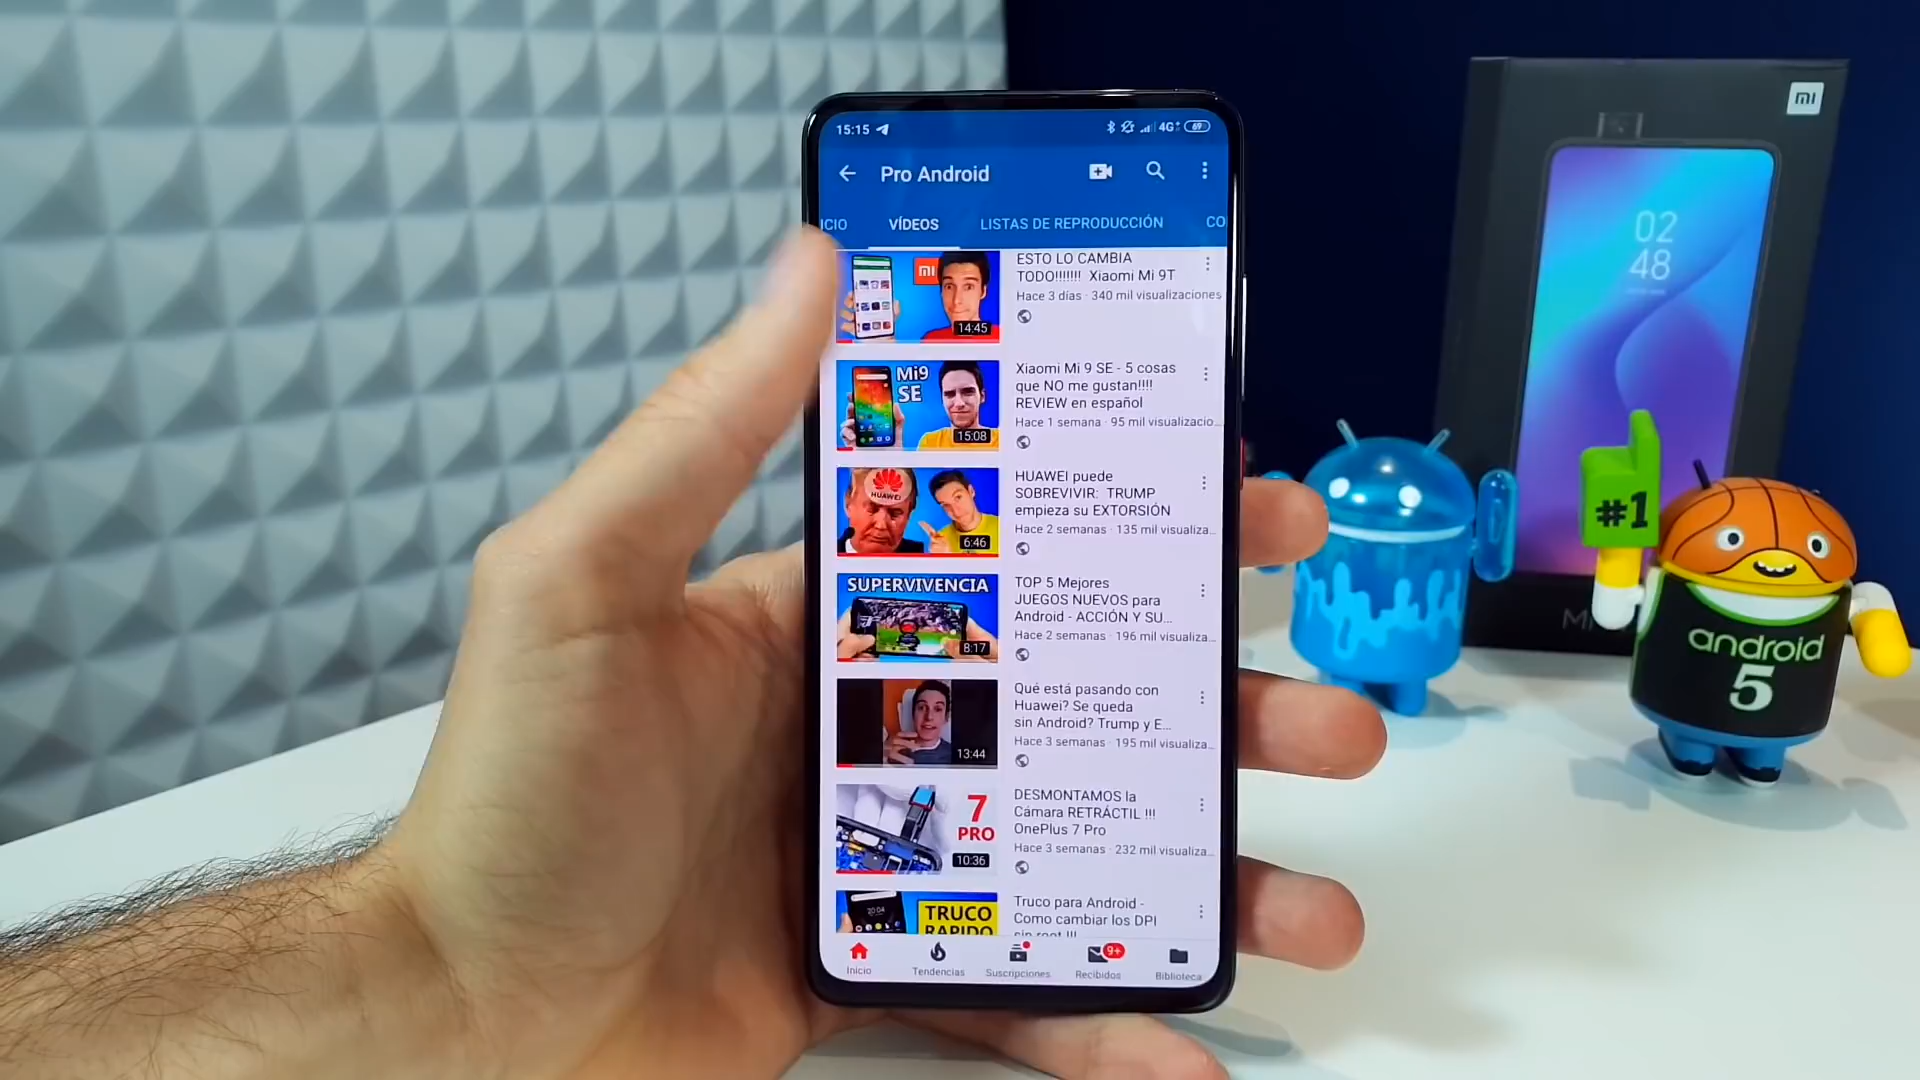 15:15
4G+
69
Pro Android
ICIO
VÍDEOS
LISTAS DE REPRODUCCIÓN
CO
14:45
ESTO LO CAMBIA
TODO!!!!!!! Xiaomi Mi 9T
Hace 3 días · 340 mil visualizaciones
Mi9
SE
15:08
Xiaomi Mi 9 SE - 5 cosas
que NO me gustan!!!!
REVIEW en español
Hace 1 semana · 95 mil visualizacio...
HUAWEI
6:46
HUAWEI puede
SOBREVIVIR: TRUMP
empieza su EXTORSIÓN
Hace 2 semanas · 135 mil visualiza...
SUPERVIVENCIA
8:17
TOP 5 Mejores
JUEGOS NUEVOS para
Android - ACCIÓN Y SU...
Hace 2 semanas · 196 mil visualiza...
13:44
Qué está pasando con
Huawei? Se queda
sin Android? Trump y E...
Hace 3 semanas · 195 mil visualiza...
7
PRO
10:36
DESMONTAMOS la
Cámara RETRÁCTIL !!!
OnePlus 7 Pro
Hace 3 semanas · 232 mil visualiza...
20:04
TRUCO
RAPIDO
Truco para Android -
Como cambiar los DPI
sin root !!!
Inicio
Tendencias
Suscripciones
9+
Recibidos
Biblioteca
mi
02
48
#1
android
5